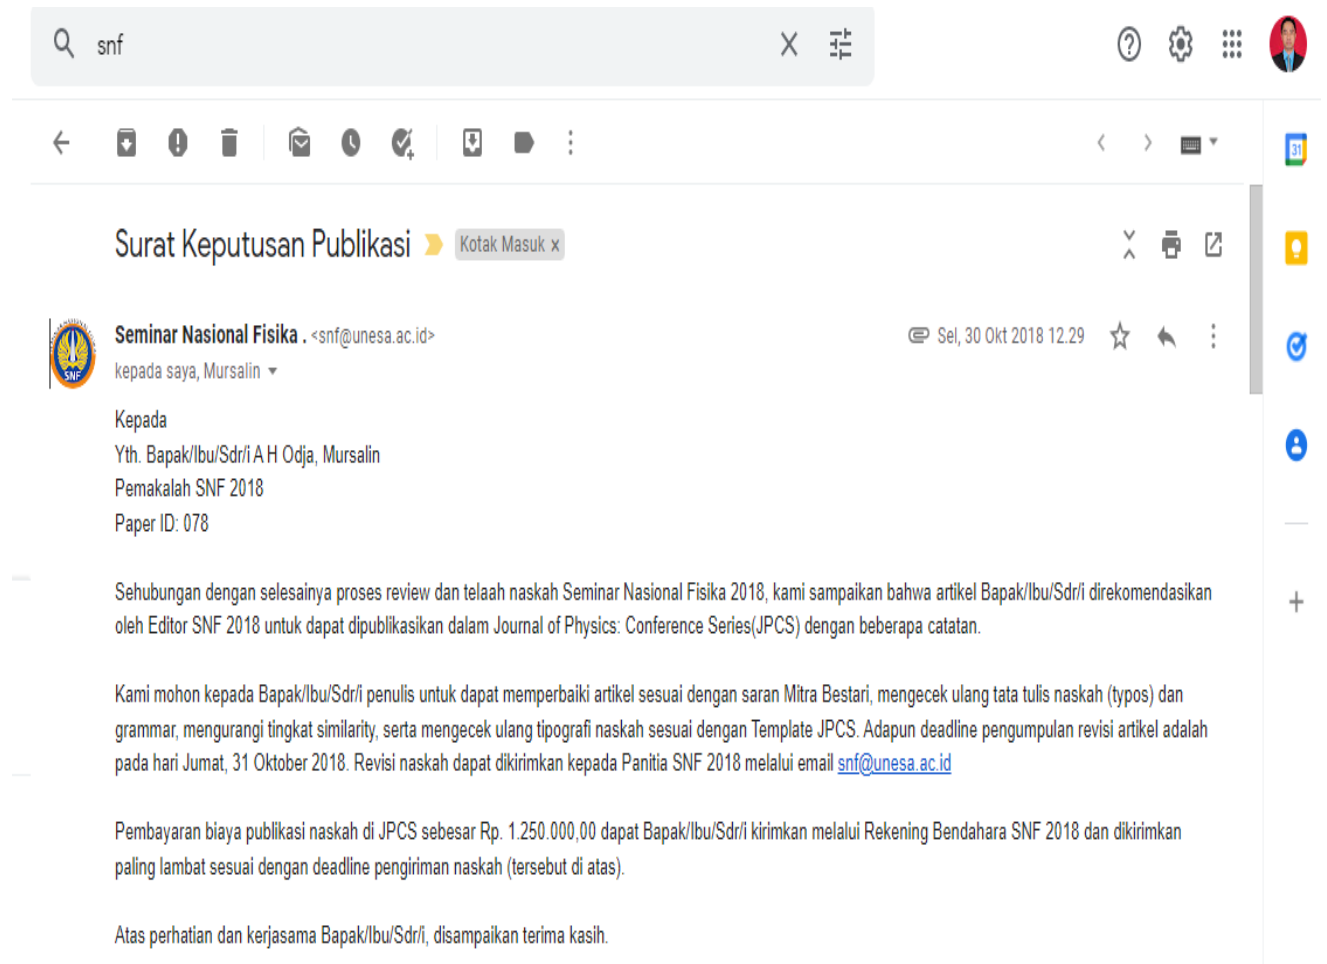 snf
31
Surat Keputusan Publikasi Kotak Masuk x
Seminar Nasional Fisika . <snf@unesa.ac.id> Sel, 30 Okt 2018 12.29
SNF
kepada saya, Mursalin
Kepada
Yth. Bapak/Ibu/Sdr/i A H Odja, Mursalin
Pemakalah SNF 2018
Paper ID: 078
Sehubungan dengan selesainya proses review dan telaah naskah Seminar Nasional Fisika 2018, kami sampaikan bahwa artikel Bapak/Ibu/Sdr/i direkomendasikan
oleh Editor SNF 2018 untuk dapat dipublikasikan dalam Journal of Physics: Conference Series(JPCS) dengan beberapa catatan.
Kami mohon kepada Bapak/Ibu/Sdr/i penulis untuk dapat memperbaiki artikel sesuai dengan saran Mitra Bestari, mengecek ulang tata tulis naskah (typos) dan
grammar, mengurangi tingkat similarity, serta mengecek ulang tipografi naskah sesuai dengan Template JPCS. Adapun deadline pengumpulan revisi artikel adalah
pada hari Jumat, 31 Oktober 2018. Revisi naskah dapat dikirimkan kepada Panitia SNF 2018 melalui email snf@unesa.ac.id
Pembayaran biaya publikasi naskah di JPCS sebesar Rp. 1.250.000,00 dapat Bapak/Ibu/Sdr/i kirimkan melalui Rekening Bendahara SNF 2018 dan dikirimkan
paling lambat sesuai dengan deadline pengiriman naskah (tersebut di atas).
Atas perhatian dan kerjasama Bapak/Ibu/Sdr/i, disampaikan terima kasih.